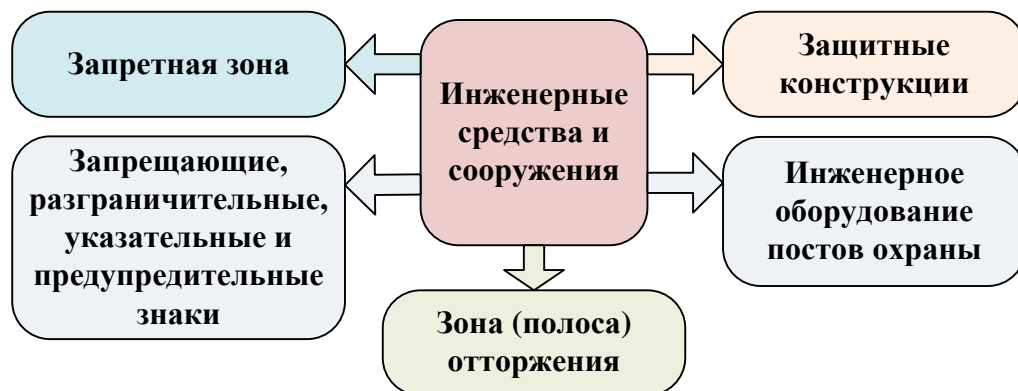 Запретная зона
Инженерные
средства и
сооружения
Защитные
конструкции
Запрещающие,
разграничительные,
указательные и
предупредительные
знаки
Инженерное
оборудование
постов охраны
Зона (полоса)
отторжения